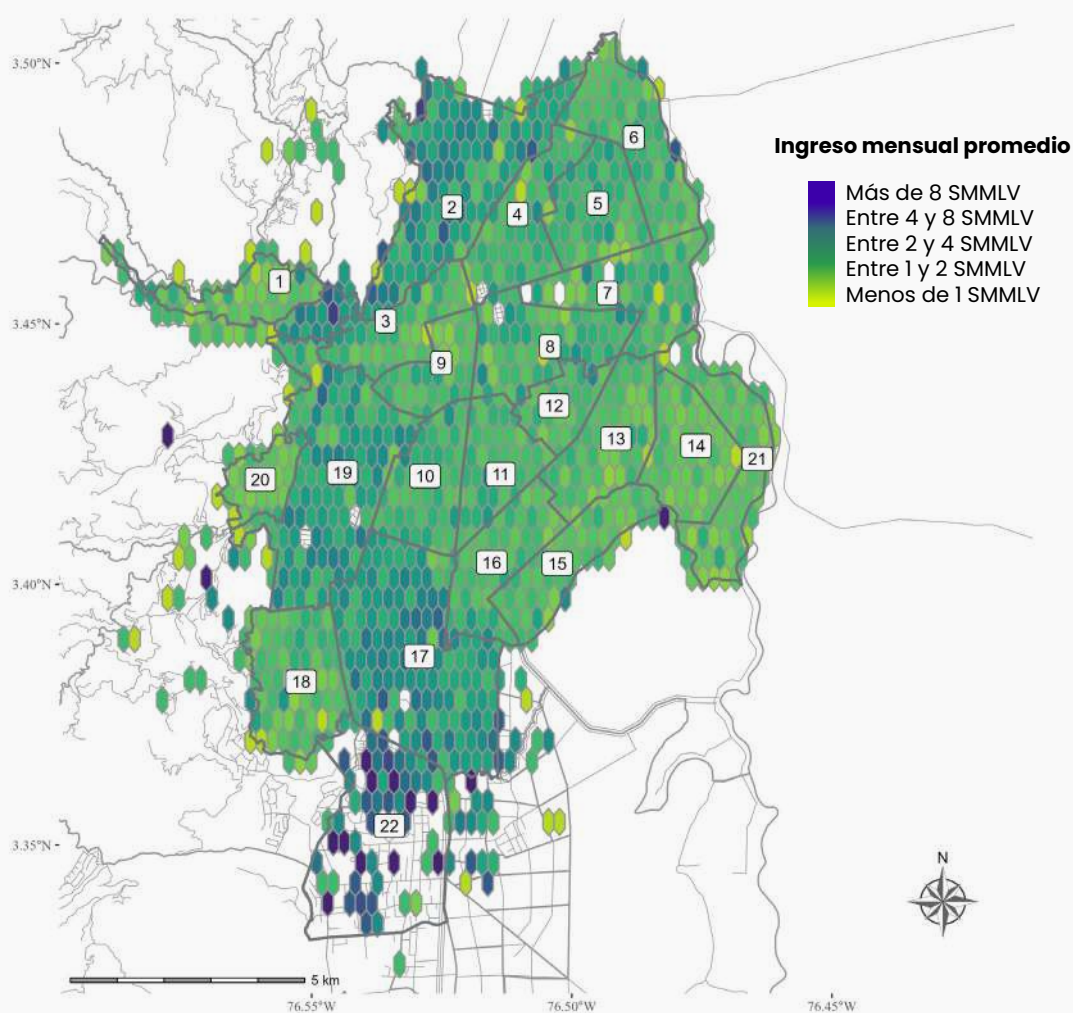 3.50°N
6
Ingreso mensual promedio
Más de 8 SMMLV
Entre 4 y 8 SMMLV
Entre 2 y 4 SMMLV
Entre 1 y 2 SMMLV
Menos de 1 SMMLV
2
4
5
1
7
3.45°N
3
8
9
12
13
14
21
20
19
10
11
16
15
3.40°N
17
18
22
3.35°N
N
5 km
76.55°W
76.50°W
76.45°W